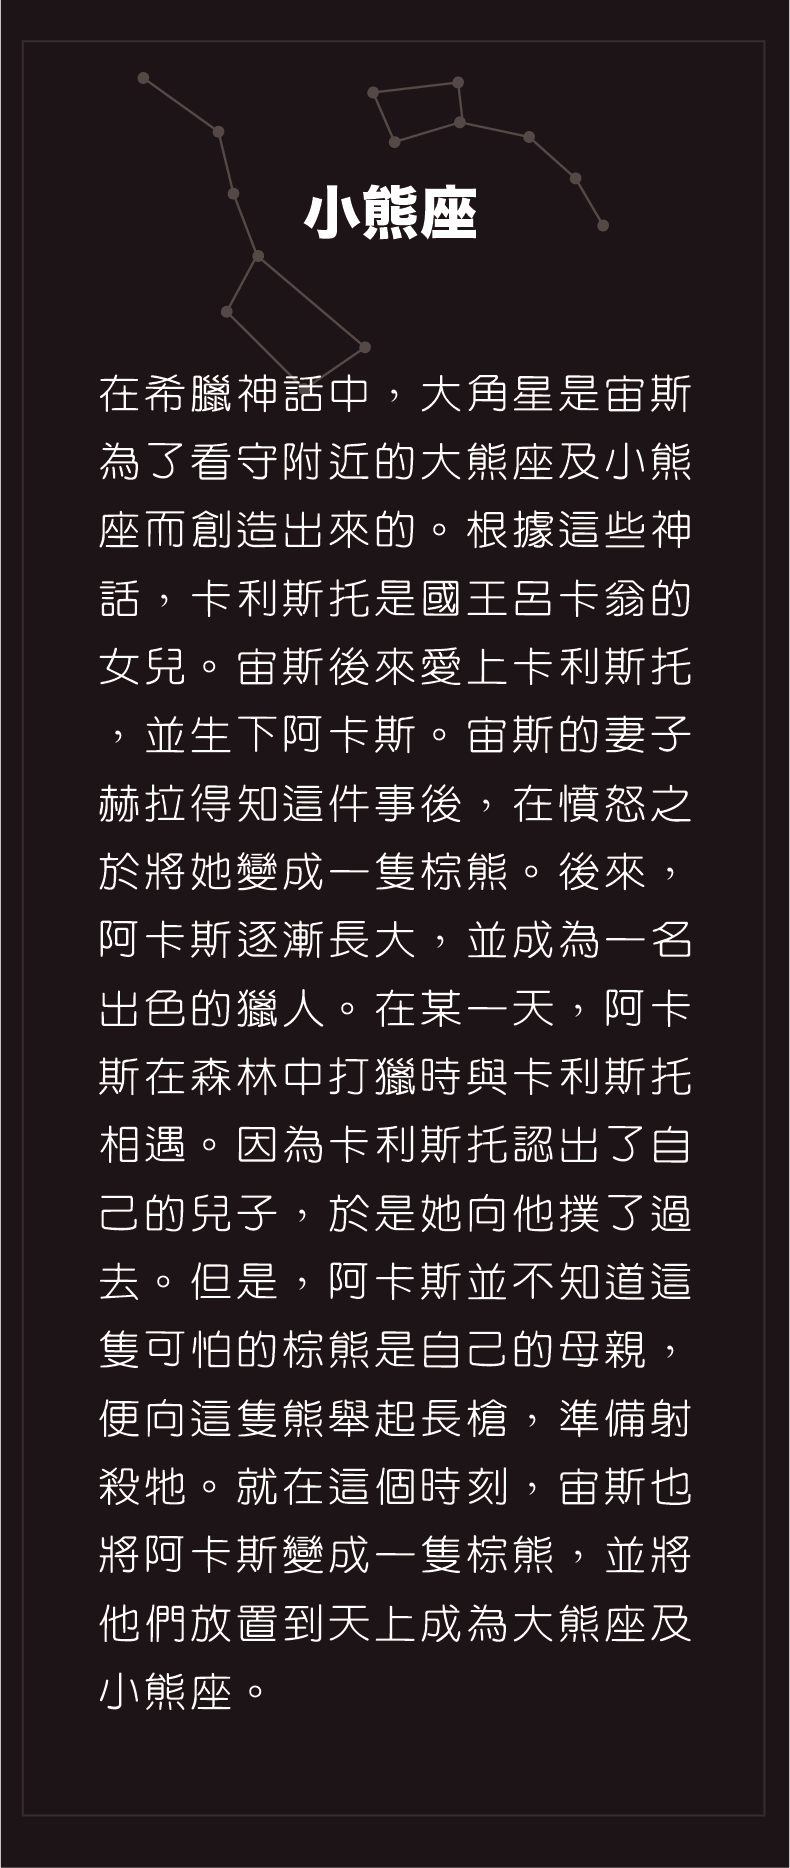 小熊座
在希臘神話中，大角星是宙斯
為了看守附近的大熊座及小熊
座而創造出來的。根據這些神
話，卡利斯托是國王呂卡翁的
女兒。宙斯後來愛上卡利斯托
，並生下阿卡斯。宙斯的妻子
赫拉得知這件事後，在憤怒之
於將她變成一隻棕熊。後來，
阿卡斯逐漸長大，並成為一名
出色的獵人。在某一天，阿卡
斯在森林中打獵時與卡利斯托
相遇。因為卡利斯托認出了自
己的兒子，於是她向他撲了過
去。但是，阿卡斯並不知道這
隻可怕的棕熊是自己的母親，
便向這隻熊舉起長槍，準備射
殺牠。就在這個時刻，宙斯也
將阿卡斯變成一隻棕熊，並將
他們放置到天上成為大熊座及
小熊座。